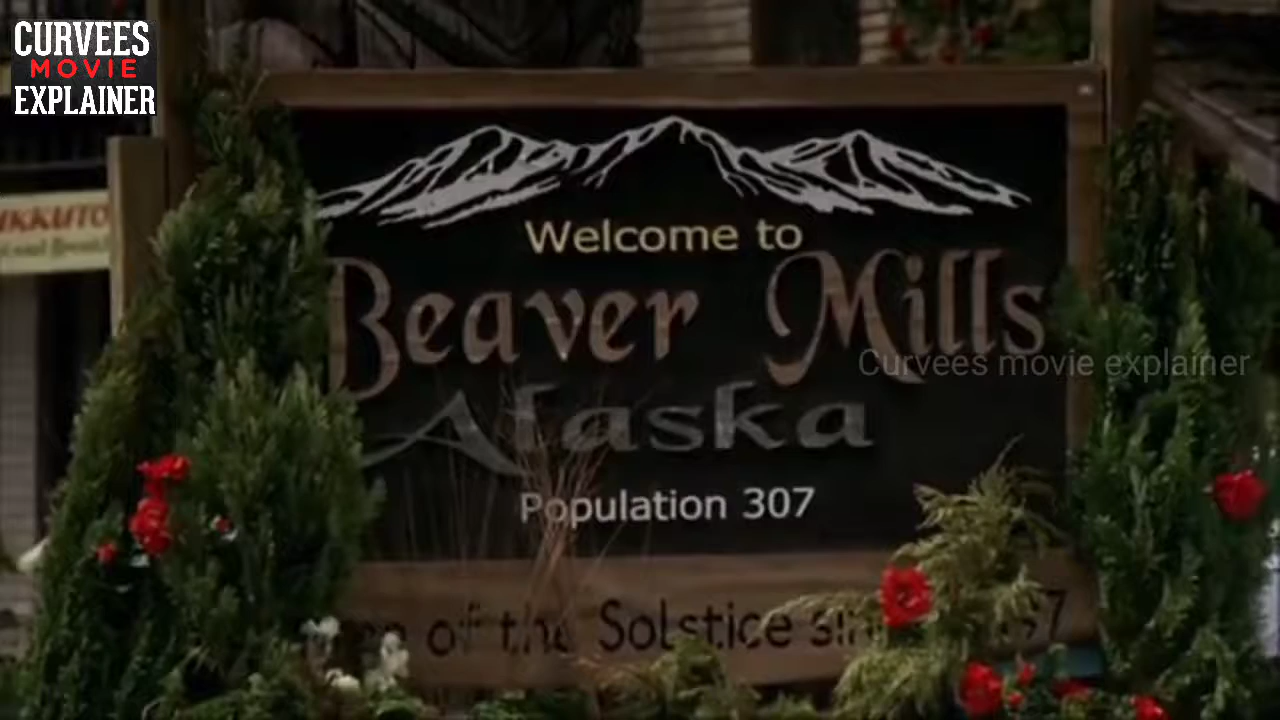 CURVEES
MOVIE
EXPLAINER
Welcome to
Beaver Mills
Curvees movie explainer
Alaska
Population 307
of the Solstice